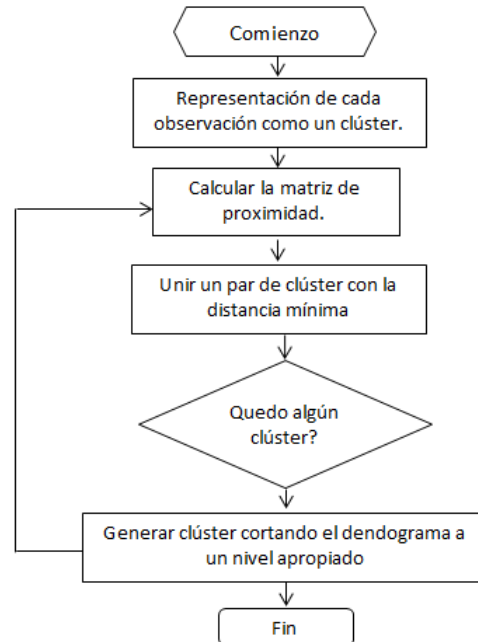 Comienzo
Representación de cada
observación como un clúster.
Calcular la matriz de
proximidad.
Unir un par de clúster con la
distancia mínima
Quedo algún
clúster?
Generar clúster cortando el dendograma a
un nivel apropiado
Fin